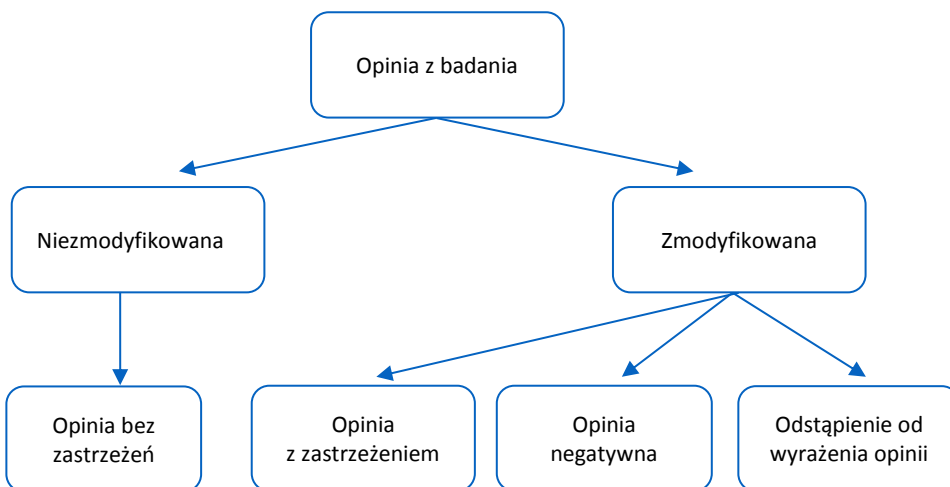 Opinia z badania
Niezmodyfikowana
Zmodyfikowana
Opinia bez
zastrzeżeń
Opinia
z zastrzeżeniem
Opinia
negatywna
Odstąpienie od
wyrażenia opinii